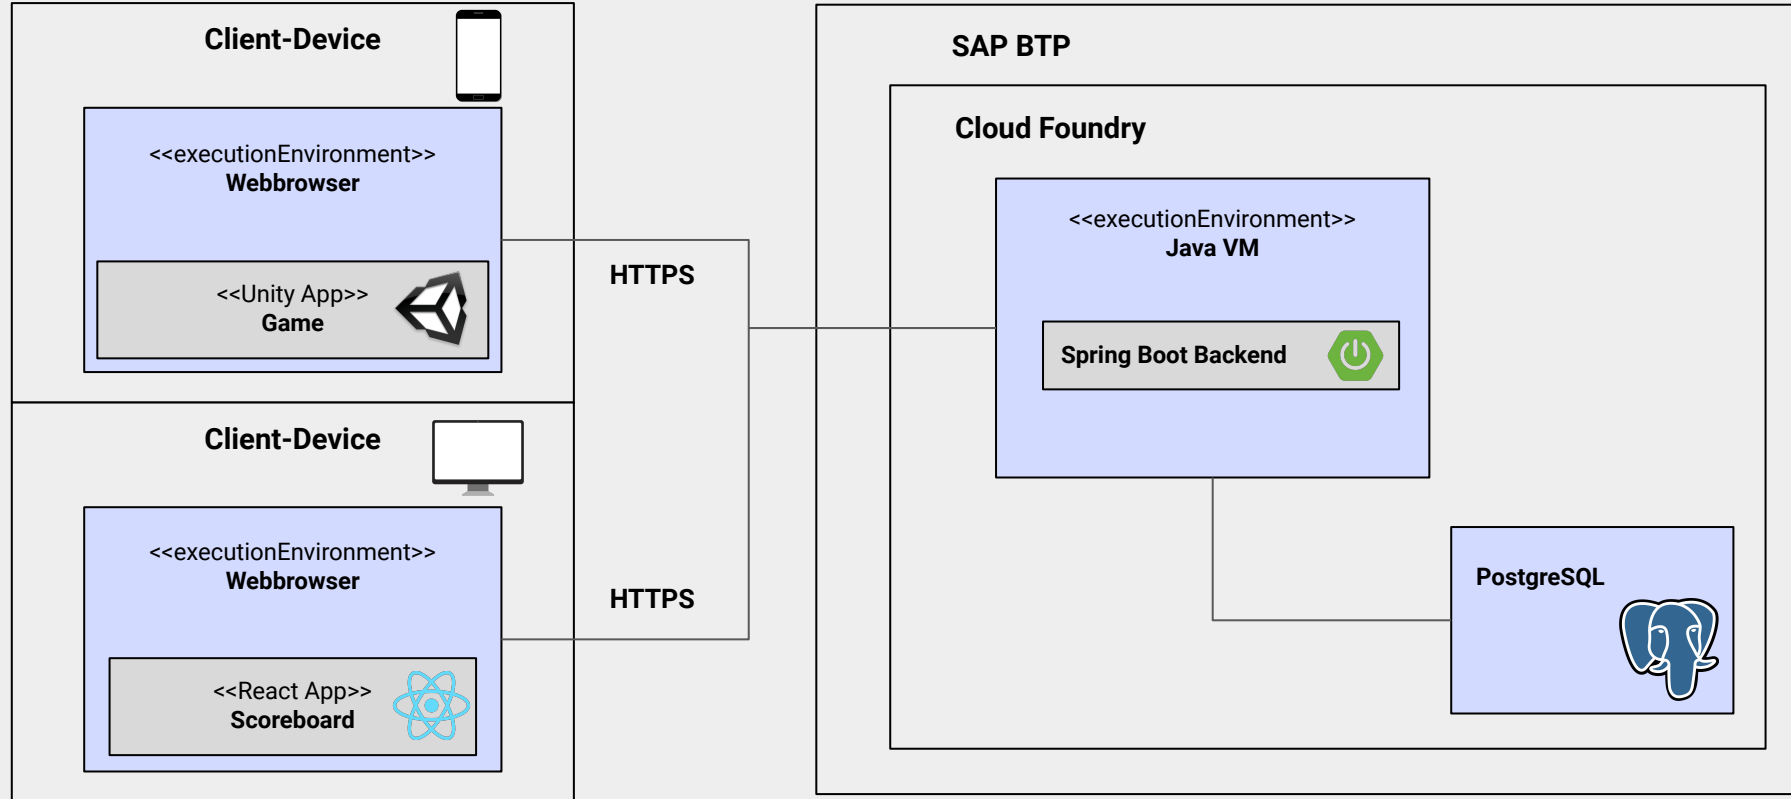 Client-Device
<<executionEnvironment>>
Webbrowser
<<Unity App>>
Game
HTTPS
Client-Device
<<executionEnvironment>>
Webbrowser
<<React App>>
Scoreboard
HTTPS
SAP BTP
Cloud Foundry
<<executionEnvironment>>
Java VM
Spring Boot Backend
PostgreSQL